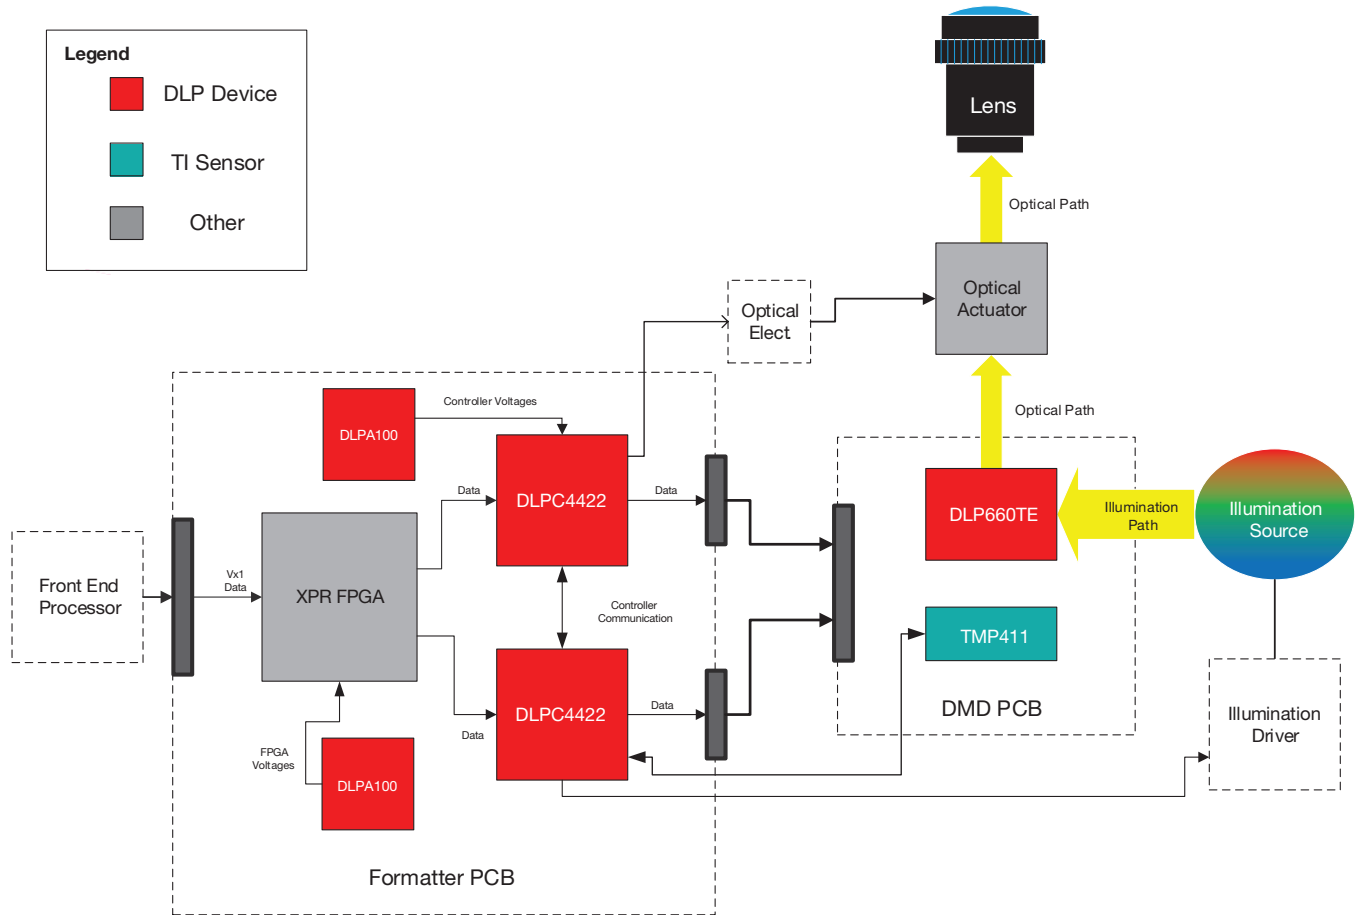 Legend
DLP Device
TI Sensor
Other
Lens
Optical Path
Optical
Actuator
Optical
Elect.
Optical Path
Controller Voltages
DLPA100
DLPC4422
Data
Data
DLP660TE
Illumination
Path
Illumination
Source
Front End
Processor
Vx1
Data
XPR FPGA
Controller
Communication
TMP411
DLPC4422
Data
Data
DMD PCB
Illumination
Driver
FPGA
Voltages
DLPA100
Formatter PCB